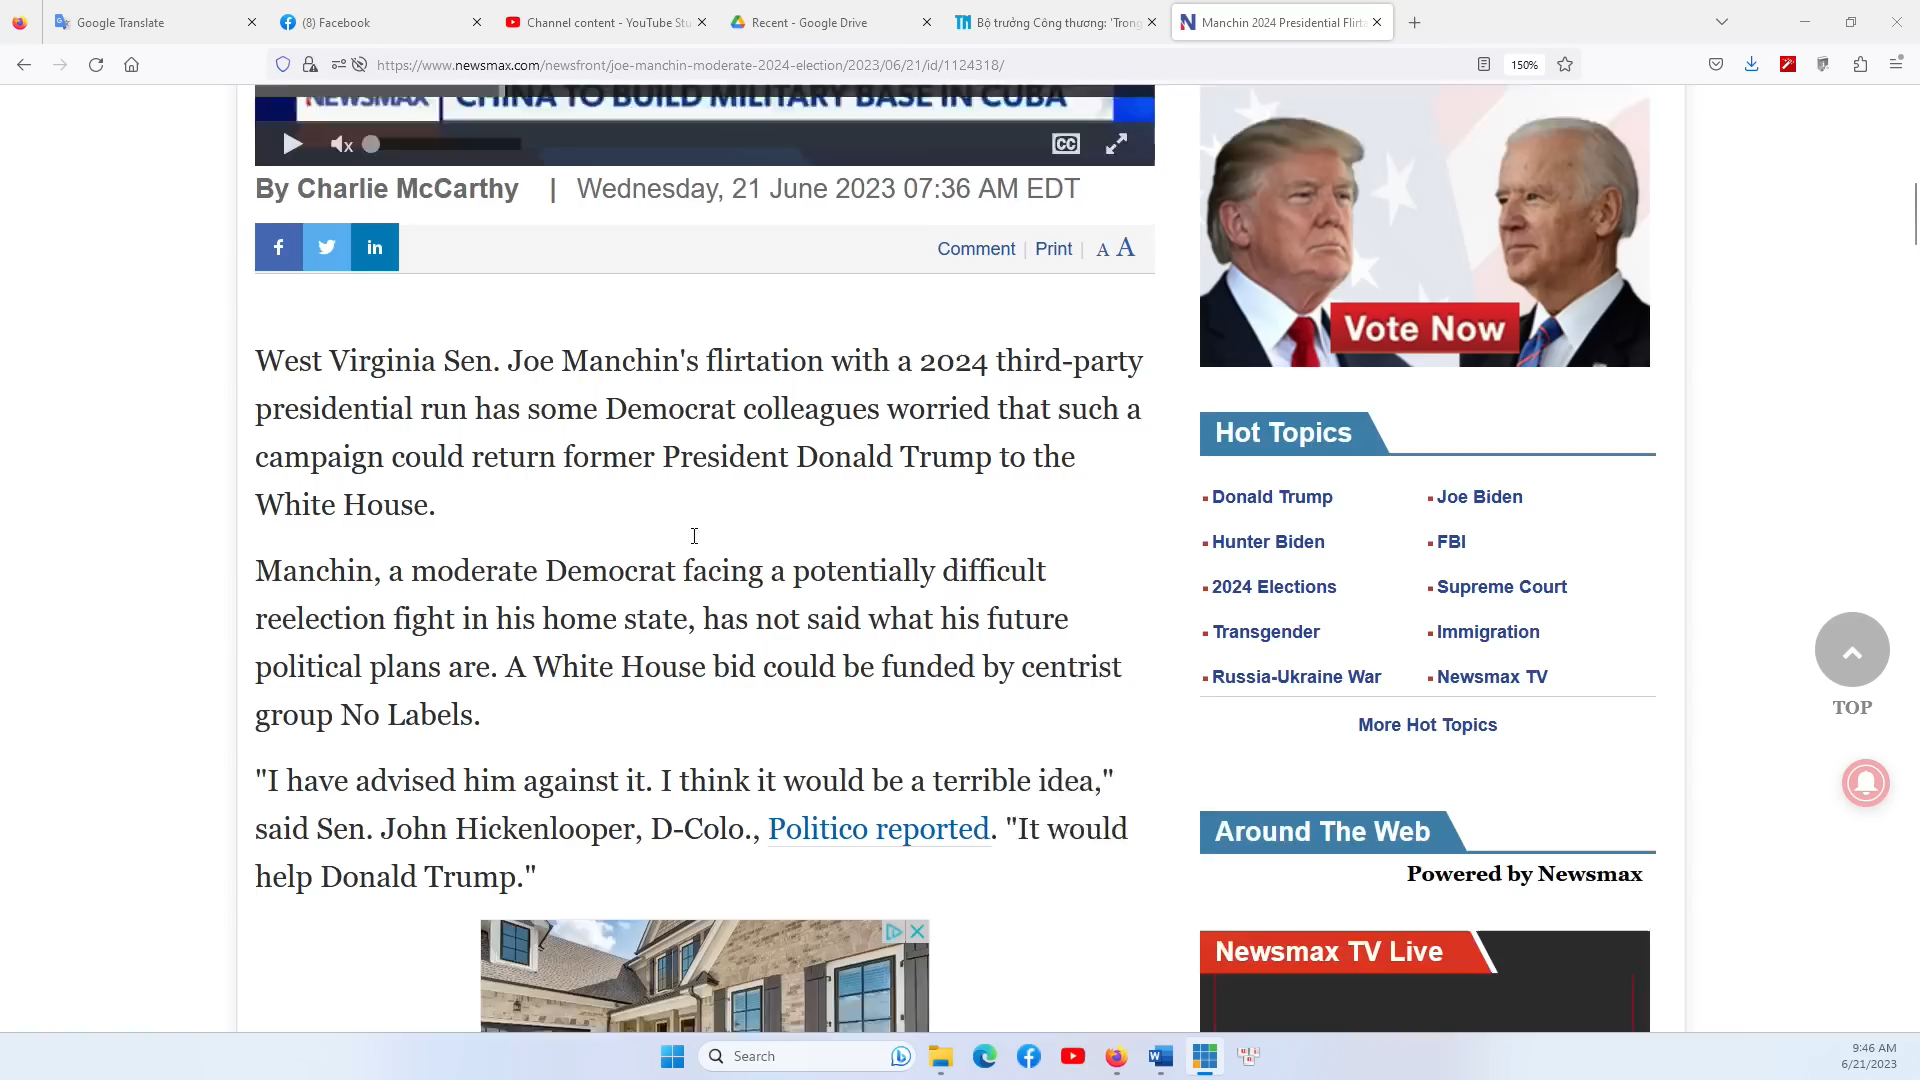 Google Translate
(8) Facebook
Channel content - YouTube Stu
Recent - Google Drive
Bộ trưởng Công thương: 'Trong
Manchin 2024 Presidential Flirta
https://www.newsmax.com/newsfront/joe-manchin-moderate-2024-election/2023/06/21/id/1124318/
150%
NEWSMAX
CHINA TO BUILD MILITARY BASE IN CUBA
CC
By Charlie McCarthy | Wednesday, 21 June 2023 07:36 AM EDT
Comment | Print | A A
West Virginia Sen. Joe Manchin's flirtation with a 2024 third-party
presidential run has some Democrat colleagues worried that such a
campaign could return former President Donald Trump to the
White House.
Manchin, a moderate Democrat facing a potentially difficult
reelection fight in his home state, has not said what his future
political plans are. A White House bid could be funded by centrist
group No Labels.
"I have advised him against it. I think it would be a terrible idea,"
said Sen. John Hickenlooper, D-Colo., Politico reported. "It would
help Donald Trump."
Vote Now
Hot Topics
Donald Trump
Joe Biden
Hunter Biden
FBI
2024 Elections
Supreme Court
Transgender
Immigration
Russia-Ukraine War
Newsmax TV
More Hot Topics
Around The Web
Powered by Newsmax
Newsmax TV Live
TOP
Search
9:46 AM
6/21/2023